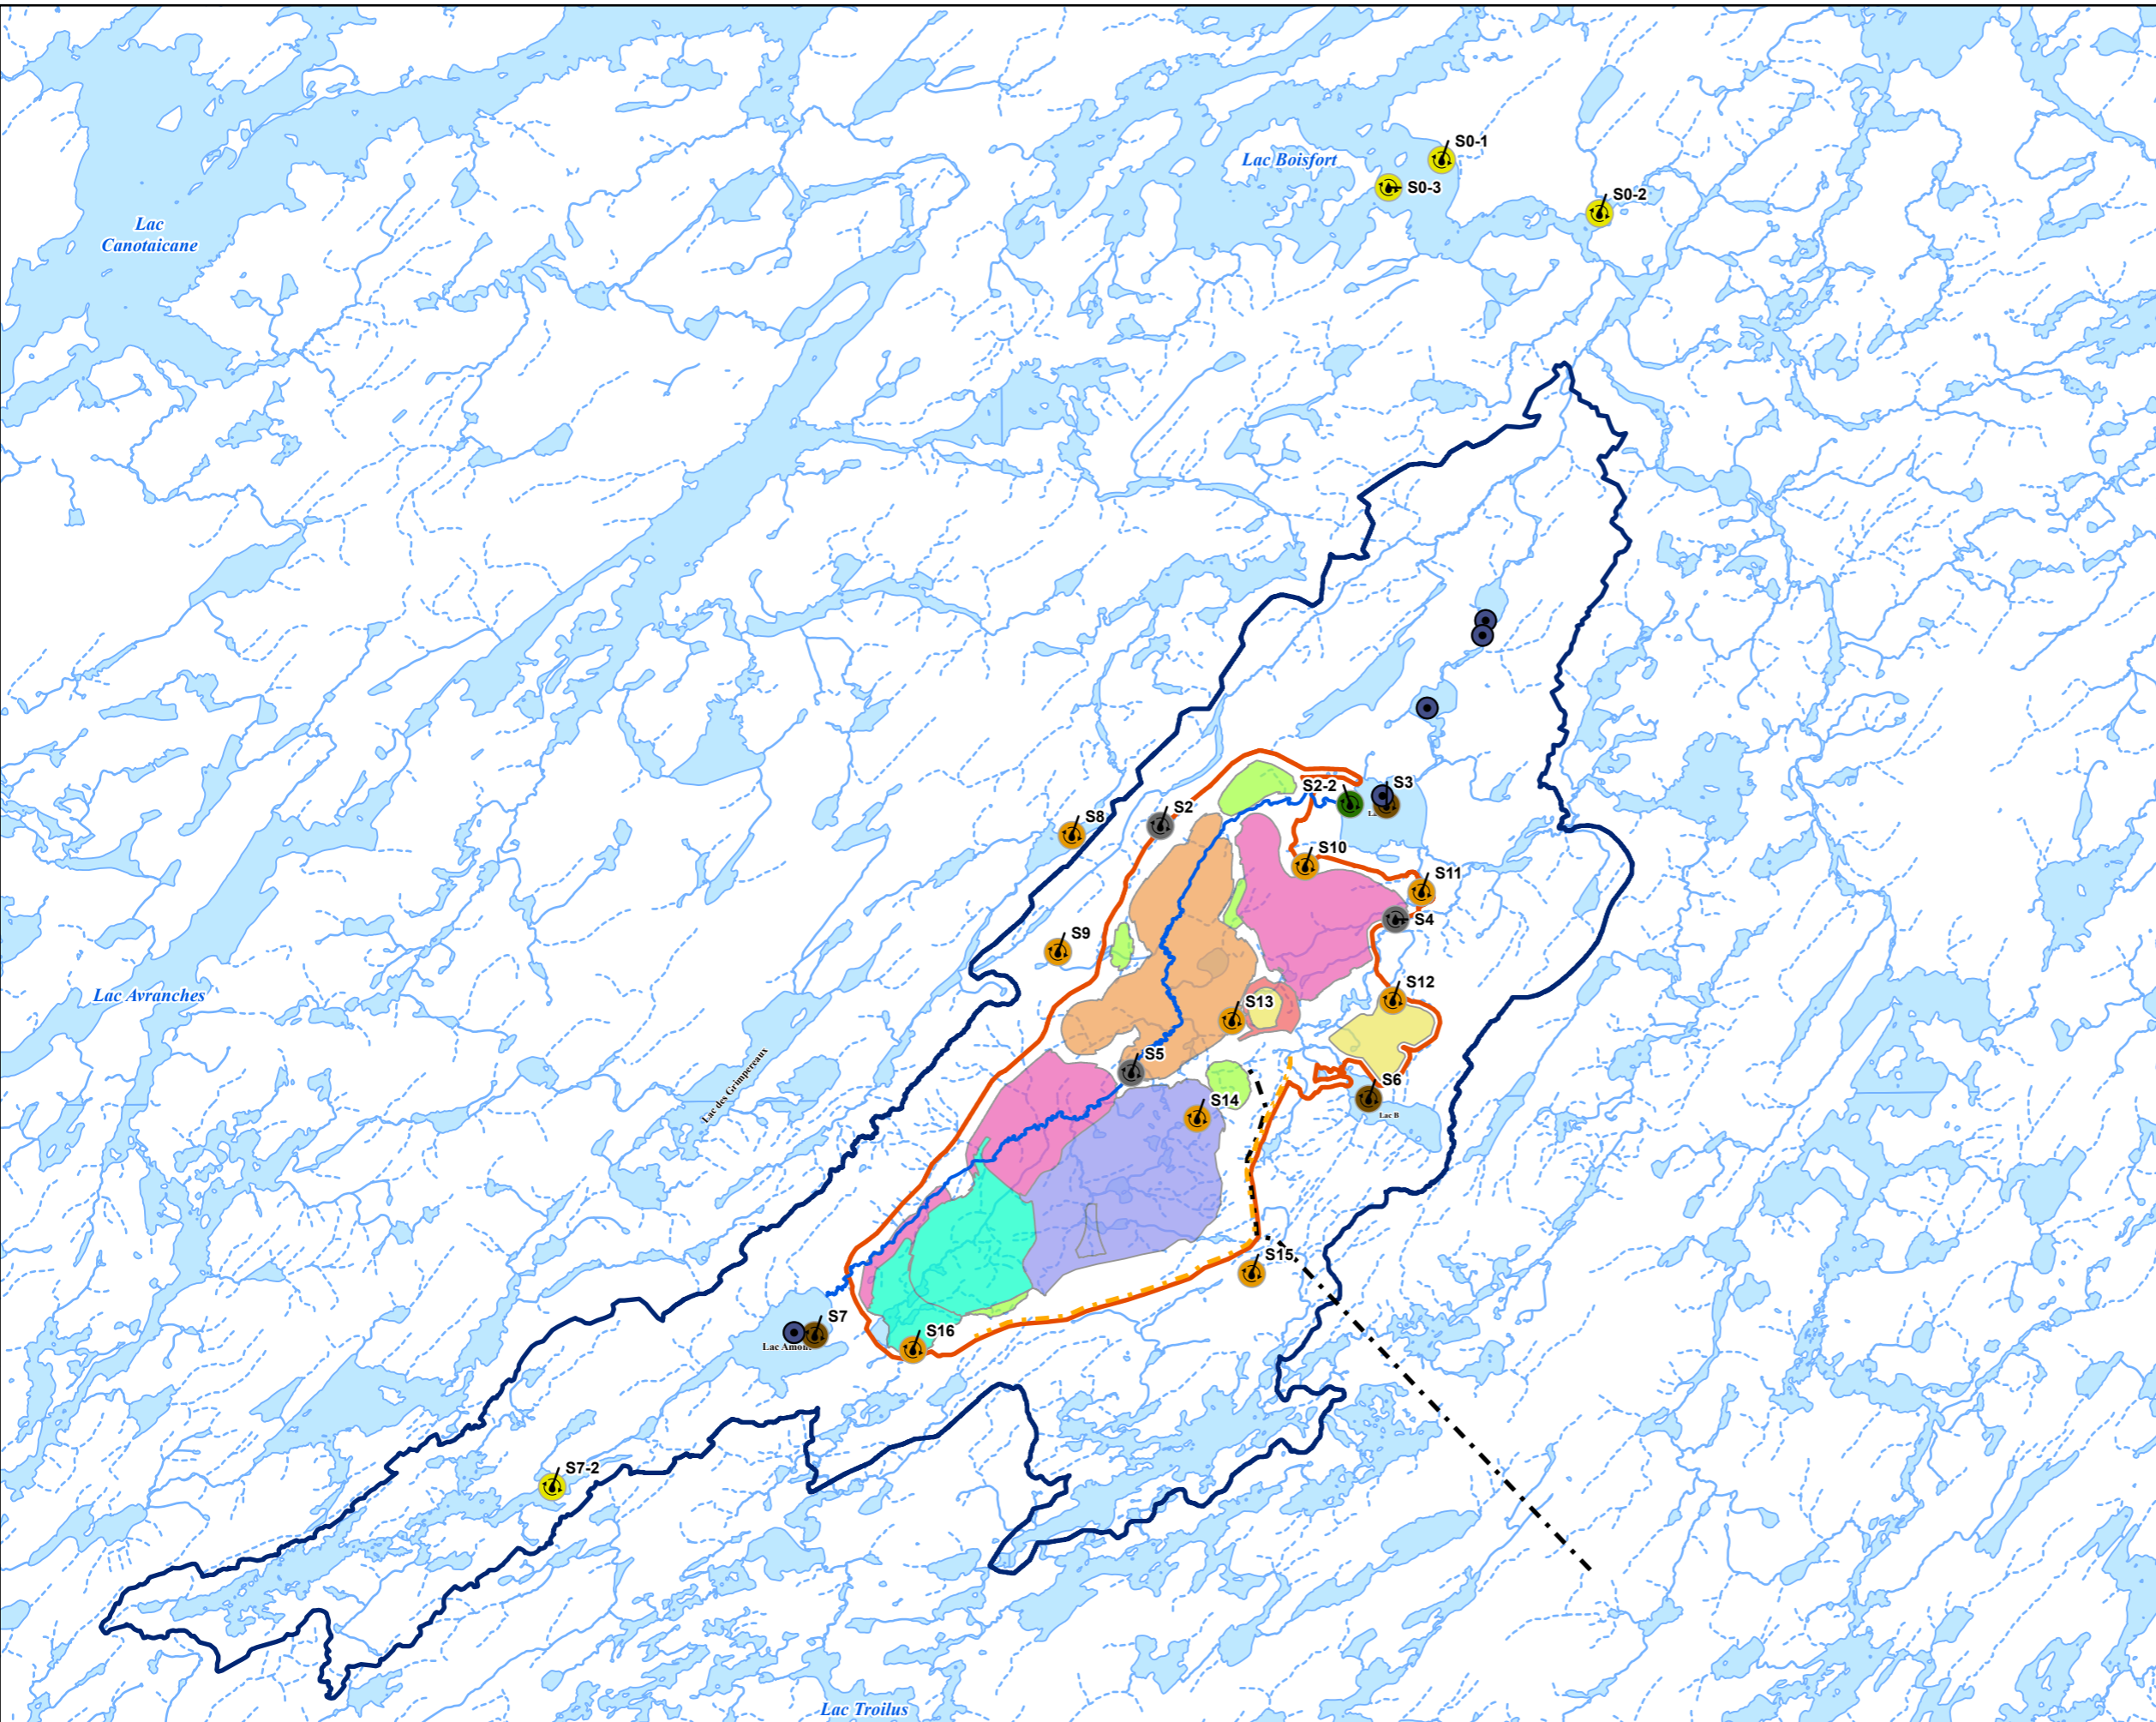 S0-1
Lac Boisfort
S0-3
S0-2
Lac
Canotaicane
S3
S2-2
S2
S8
S10
S11
S4
S9
S12
Lac Avranches
S13
S5
Lac des Grimpereaux
S6
S14
Lac B
S15
S7
S16
Lac
S7-2
Lac Troilus